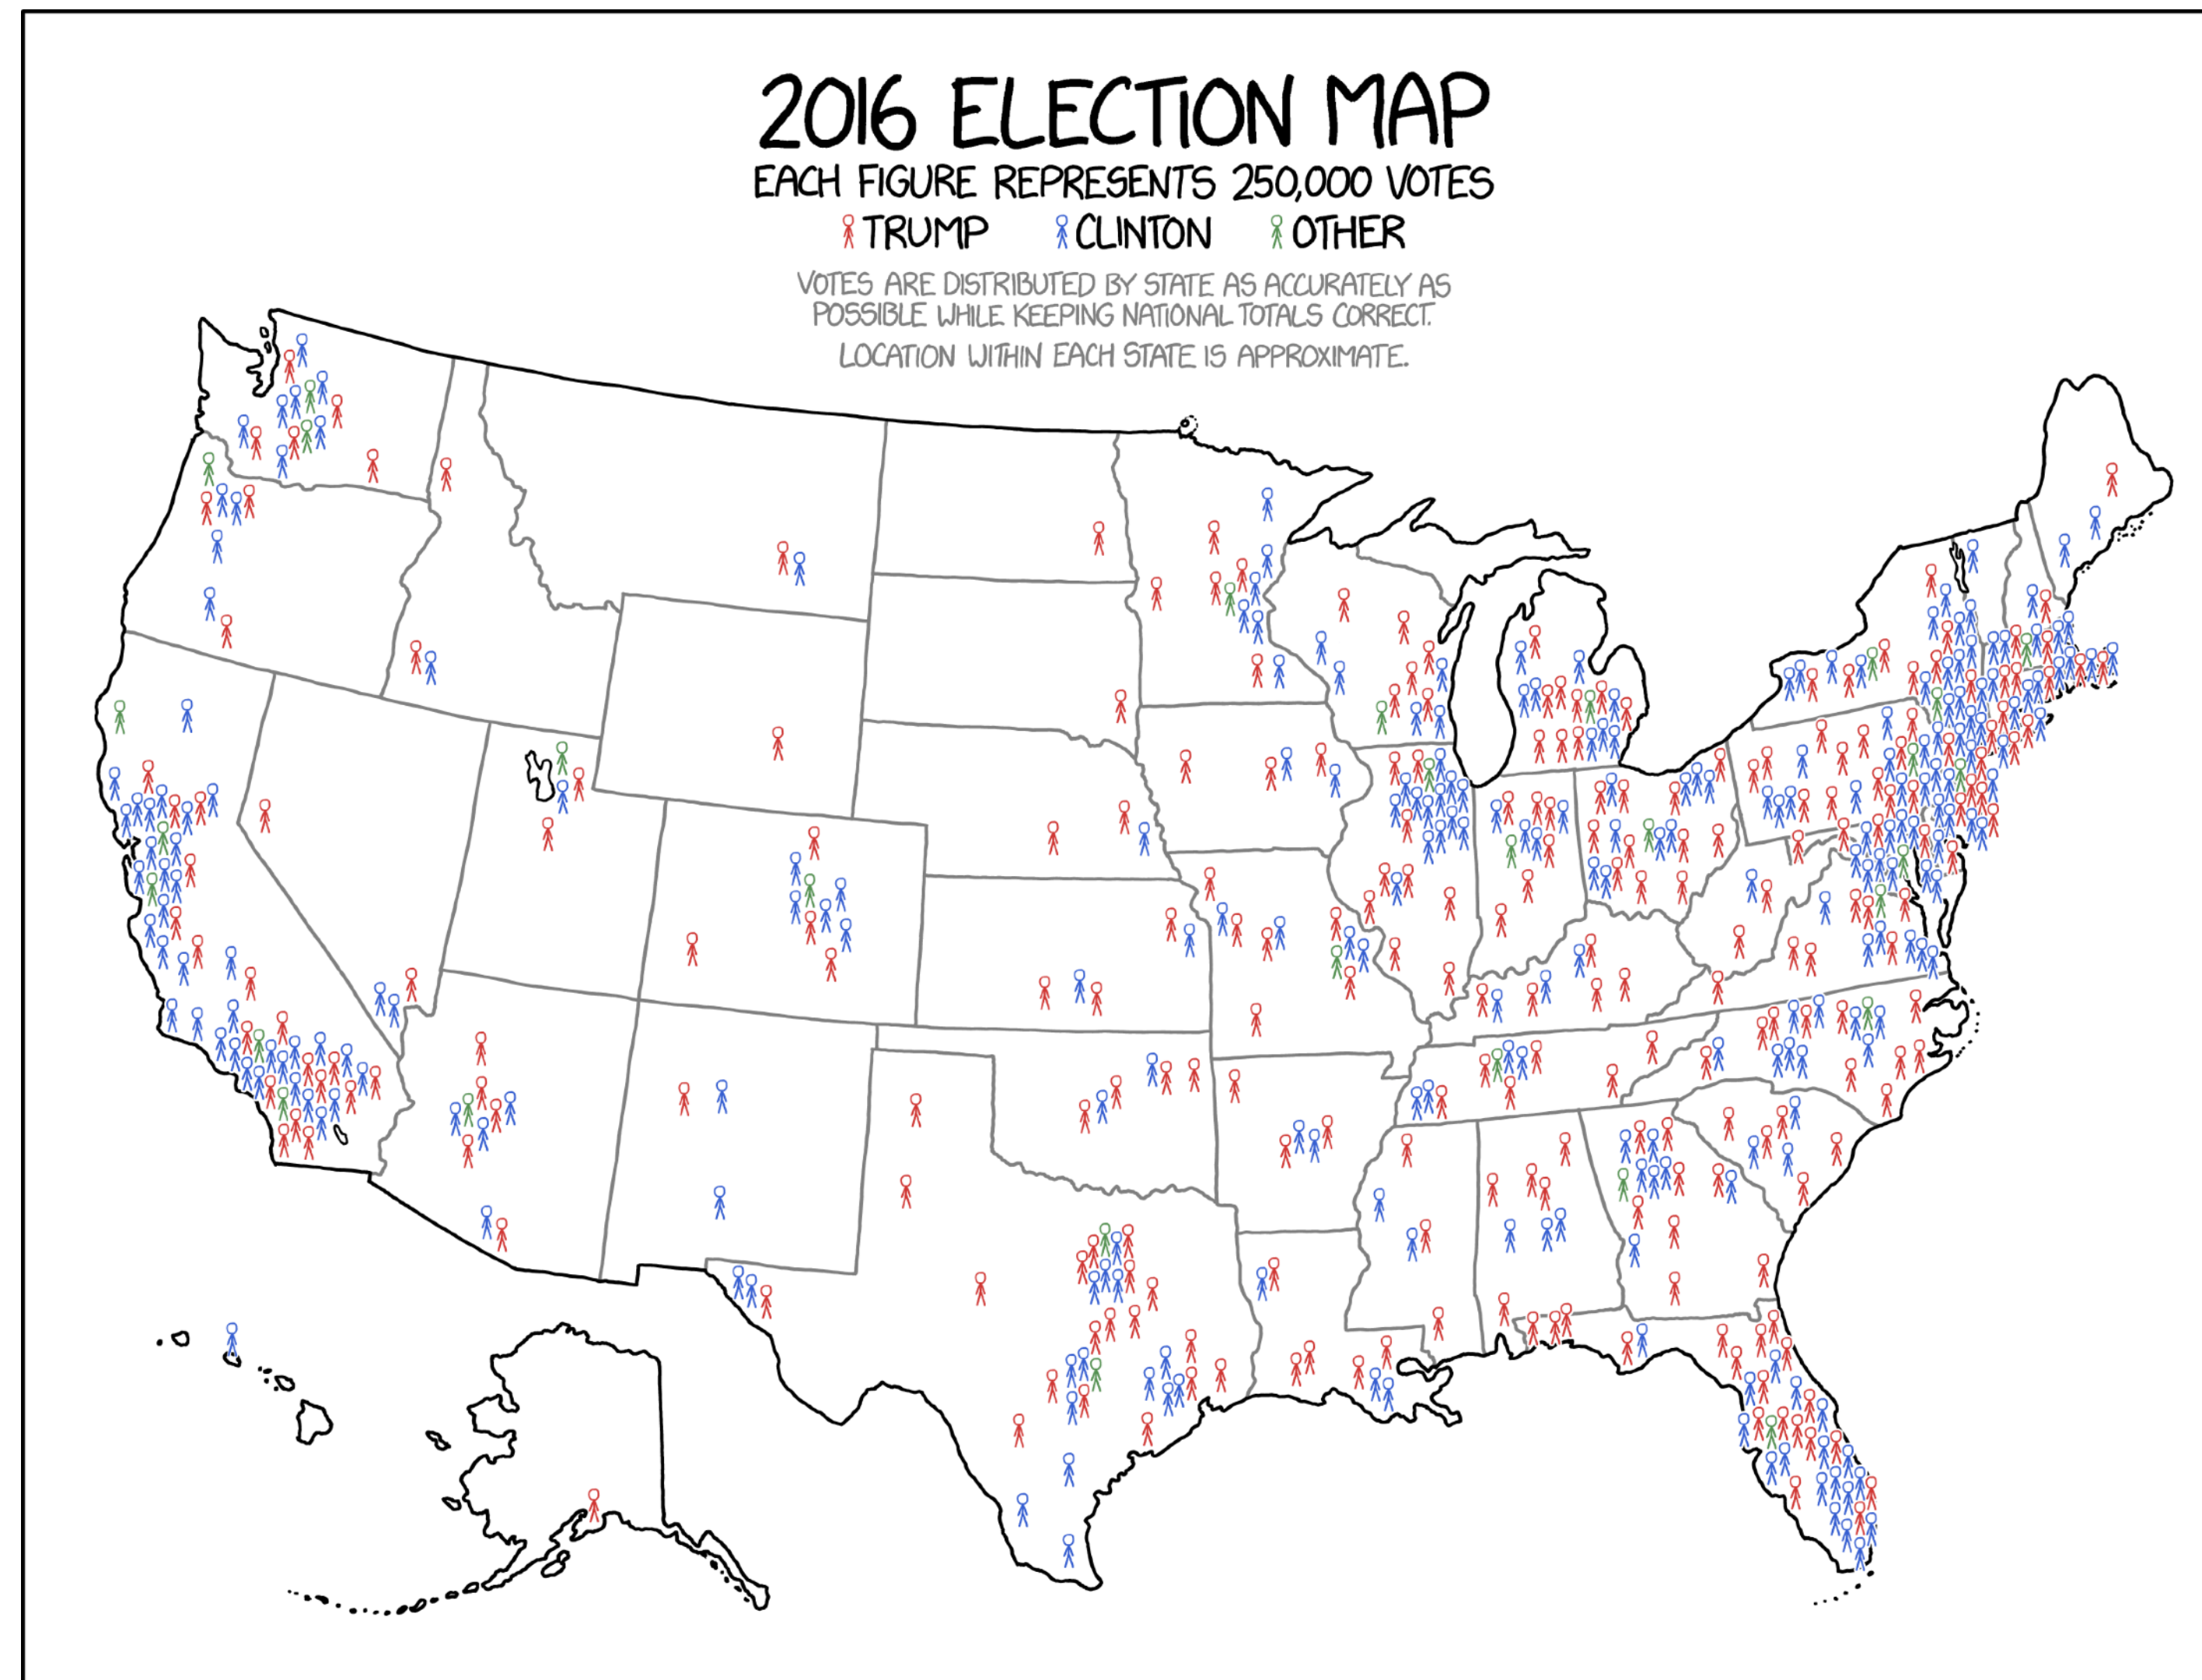 2016 ELECTION MAP
EACH FIGURE REPRESENTS 250,000 VOTES
TRUMP CLINTON OTHER
VOTES ARE DISTRIBUTED BY STATE AS ACCURATELY AS
POSSIBLE WHILE KEEPING NATIONAL TOTALS CORRECT.
LOCATION WITHIN EACH STATE IS APPROXIMATE.